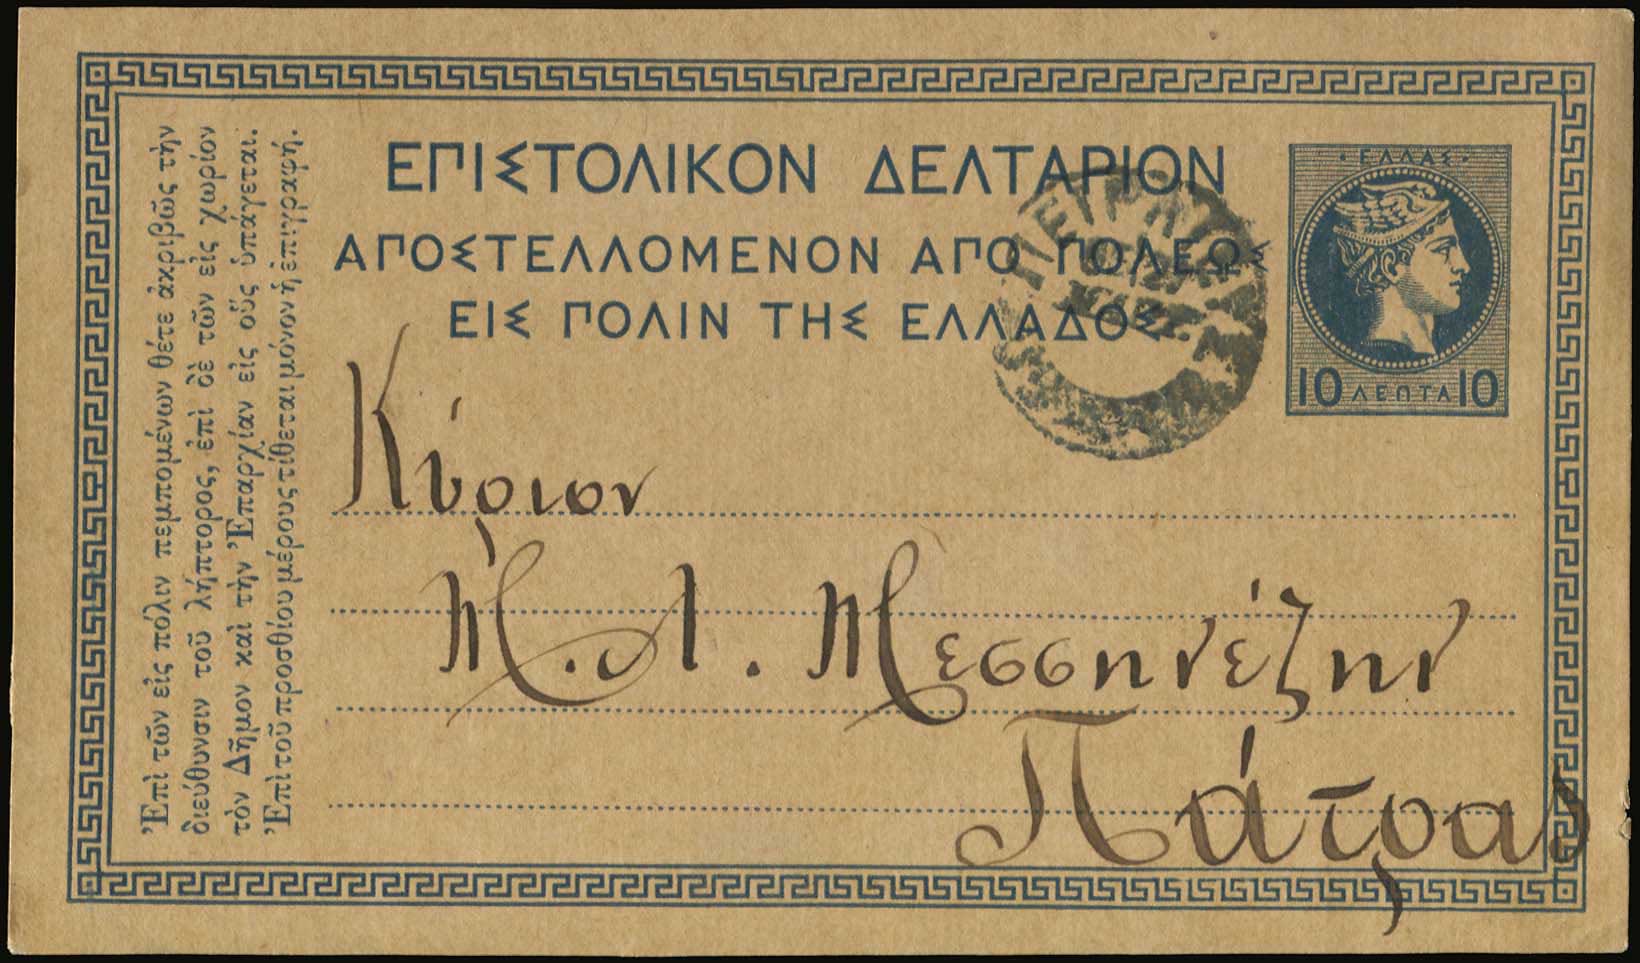 ΕΠΙΣΤΟΛΙΚΟΝ ΔΕΛΤΑΡΙΟΝ
ΑΠΟΣΤΕΛΛΟΜΕΝΟΝ ΑΠΟ ΠΟΛΕΩΣ
ΕΙΣ ΠΟΛΙΝ ΤΗΣ ΕΛΛΑΔΟΣ.
·ΕΛΛΑΣ·
10 ΛΕΠΤΑ 10
Ἐπὶ τῶν εἰς πόλιν πεμπομένων θέτε ἀκριβῶς τὴν
διεύθυνσιν τοῦ λήπτορος, ἐπὶ δὲ τῶν εἰς χωρίον
τὸν Δῆμον καὶ τὴν Ἐπαρχίαν εἰς οὓς ὑπάγεται.
Ἐπὶ τοῦ προσθίου μέρους τίθεται μόνον ἡ ἐπιγραφή.
Κύριον
Μ. Λ. Μεσσηνέζην
Πάτρας